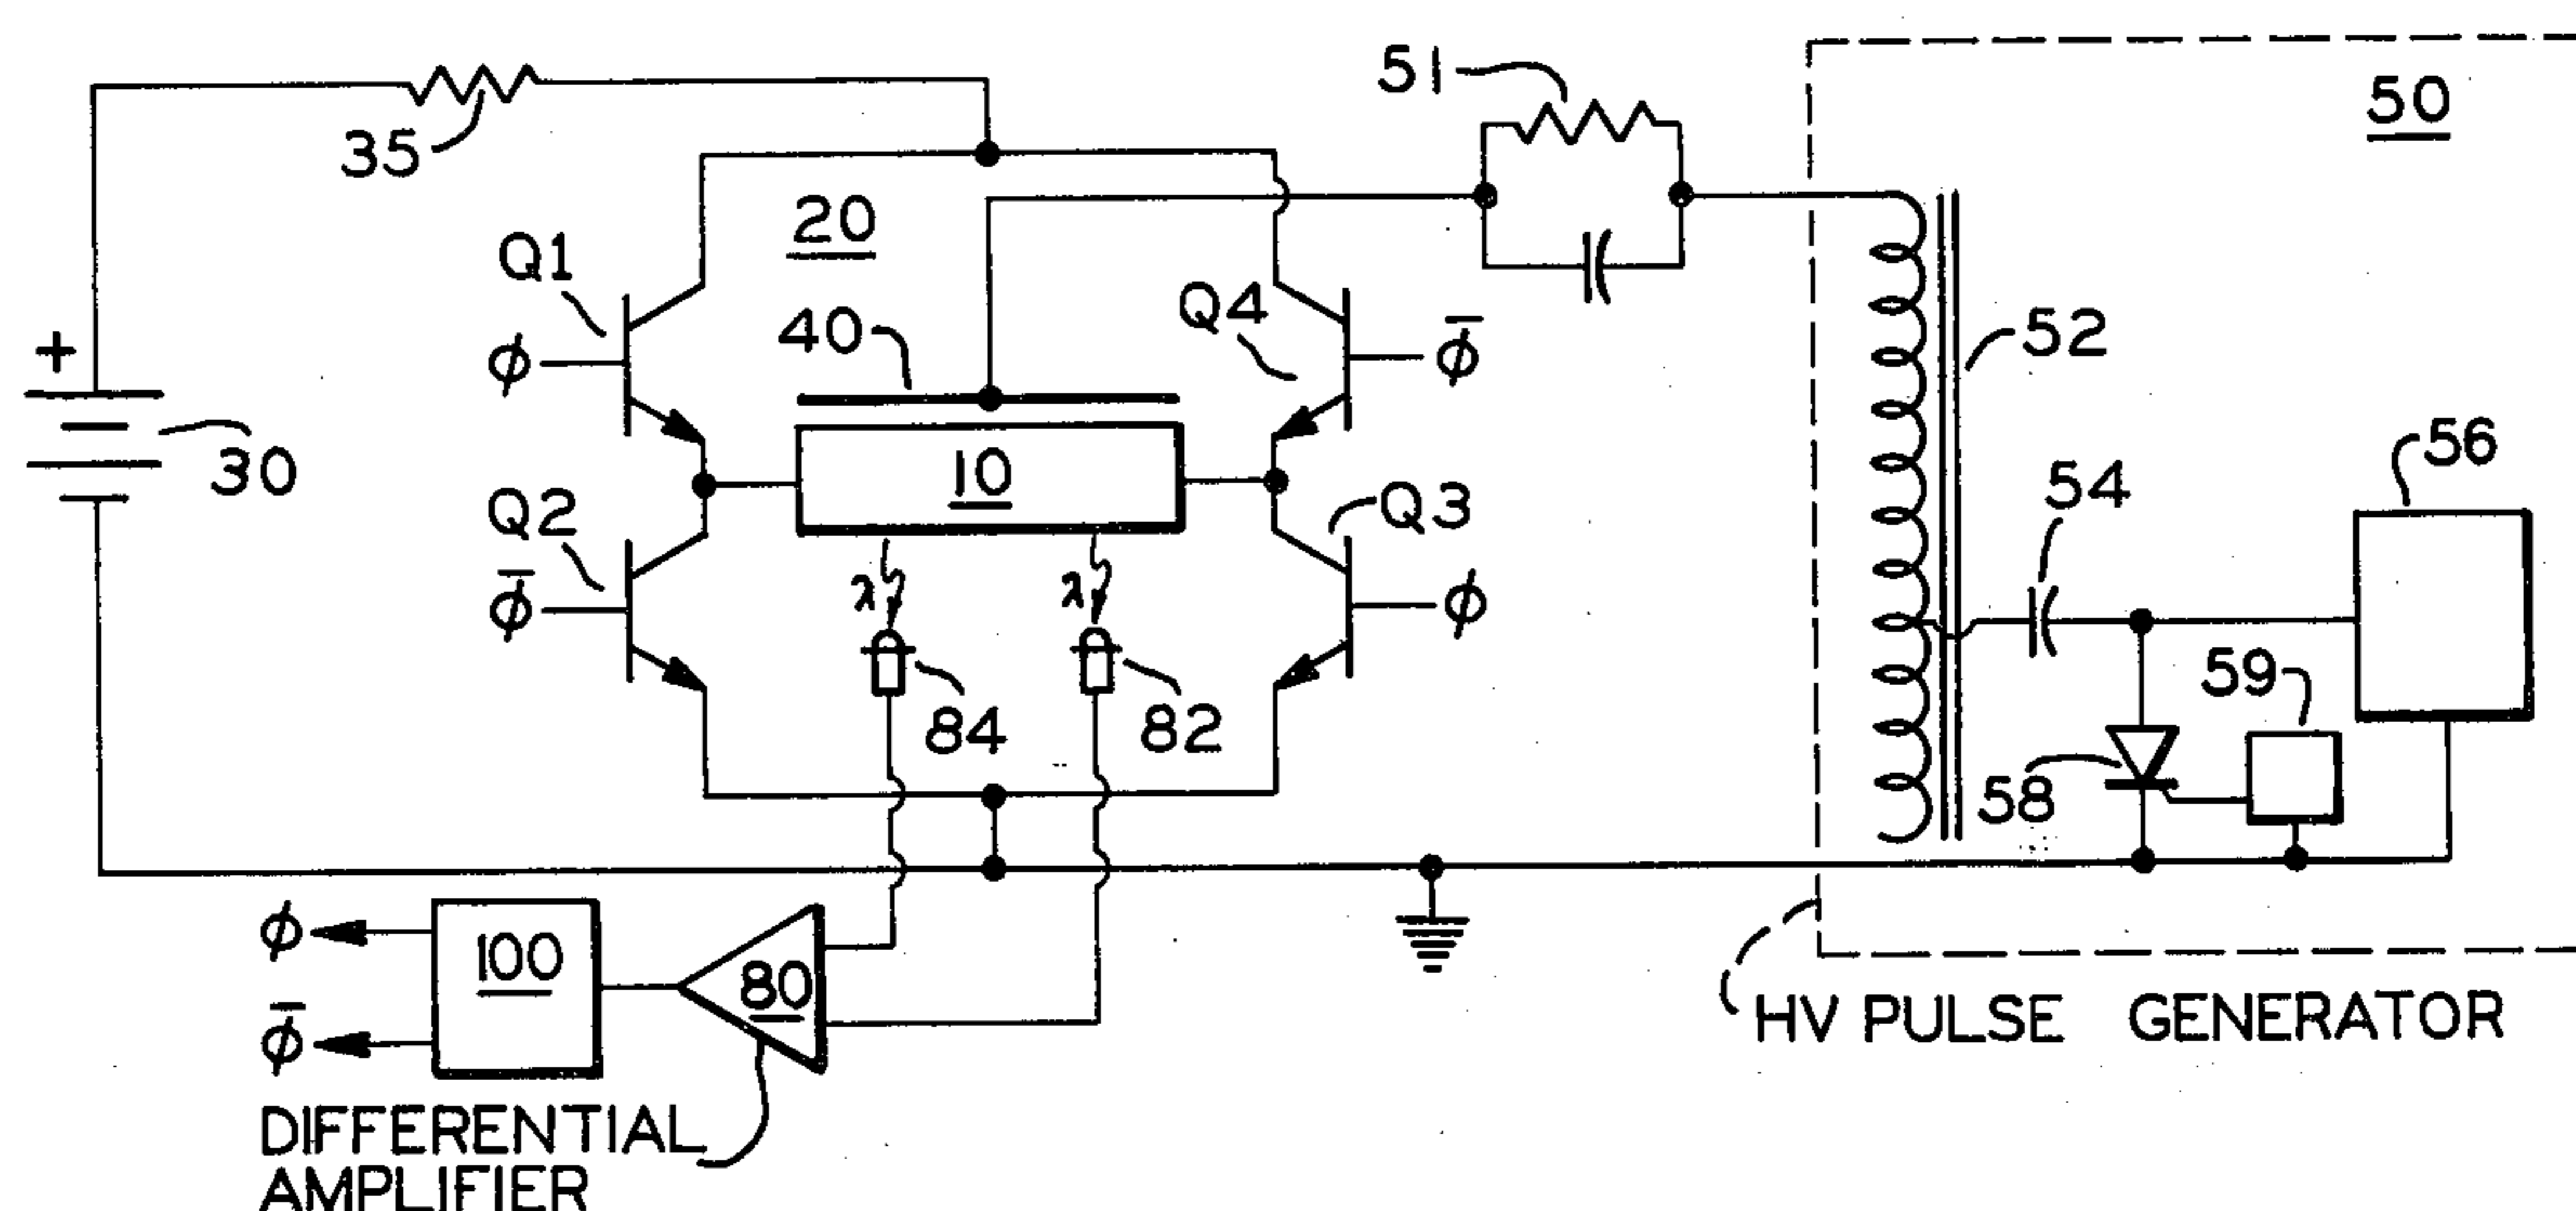 51
50
35
20
Q1
Q4
40
ϕ
ϕ̅
52
+
30
10
56
54
Q2
Q3
ϕ̅
λ
λ
ϕ
59
84
82
58
ϕ
100
80
ϕ̅
HV PULSE GENERATOR
DIFFERENTIAL
AMPLIFIER